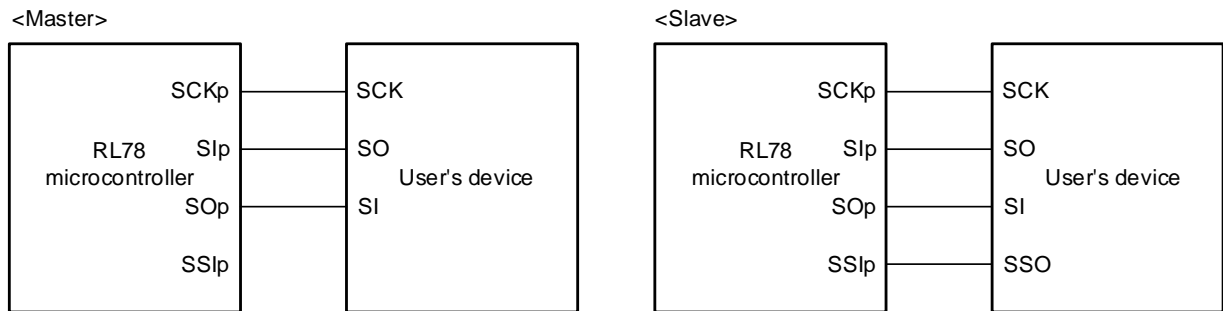 <Master>
SCKp
SIp
RL78
microcontroller
SOp
SSIp
SCK
SO
User's device
SI
<Slave>
SCKp
SIp
RL78
microcontroller
SOp
SSIp
SCK
SO
User's device
SI
SSO